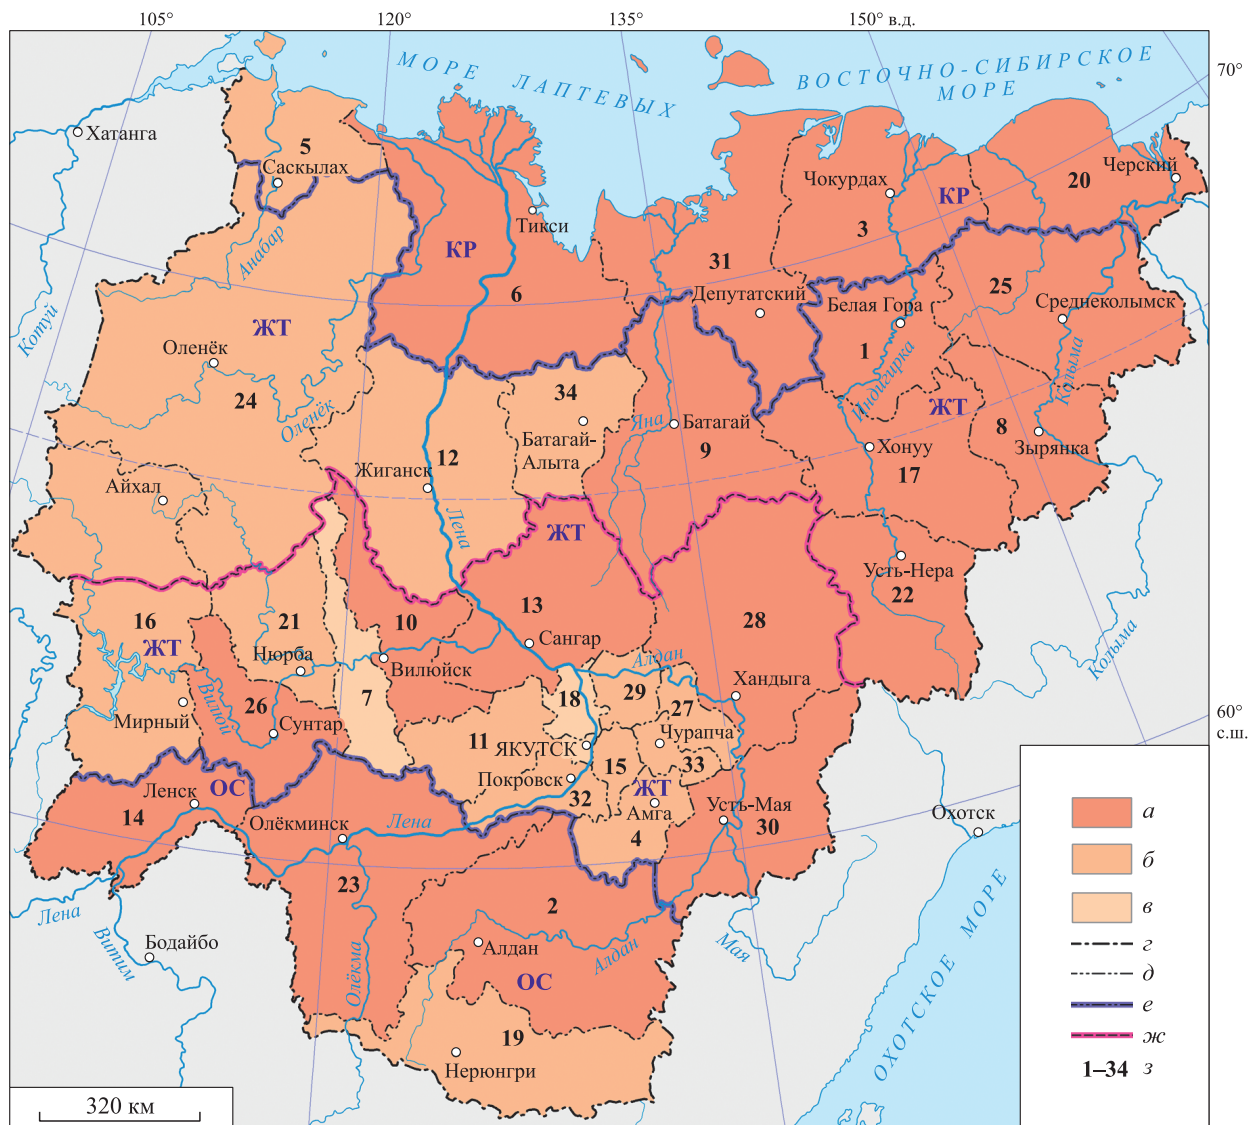 105°
120°
135°
150° в.д.
70°
МОРЕ ЛАПТЕВЫХ
ВОСТОЧНО-СИБИРСКОЕ
МОРЕ
Хатанга
5
Саскылах
Чокурдах
КР
20
Черский
Тикси
3
Анабар
КР
31
6
Депутатский
25
Белая Гора
Среднеколымск
Котуй
ЖТ
Оленёк
1
24
Оленёк
34
Индигирка
ЖТ
Колыма
Яна
Батагай
8
Батагай-
Алыта
Зырянка
9
Хонуу
12
Жиганск
17
Айхал
Лена
ЖТ
Усть-Нера
22
16
ЖТ
21
10
13
28
Сангар
Колыма
Нюрба
Вилюйск
Алдан
Хандыга
29
27
18
7
Вилюй
26
Мирный
Сунтар
60°
с.ш.
11
ЯКУТСК
Чурапча
15
33
Покровск
ЖТ
32
Амга
ОС
Ленск
14
Олёкминск
Лена
4
Усть-Мая
30
Охотск
23
2
Лена
Витим
Бодайбо
Алдан
Алдан
Мая
ОС
Олёкма
19
Нерюнгри
ОХОТСКОЕ МОРЕ
320 км
а
б
в
г
д
е
ж
1–34 з